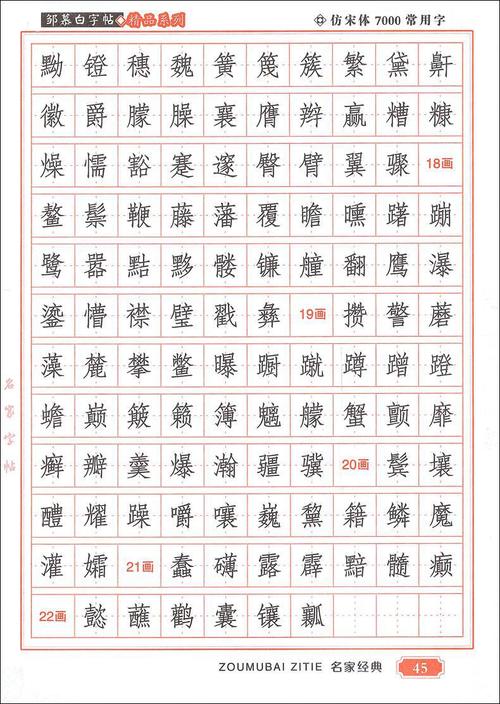 邹慕白字帖 精品系列 仿宋体 7000 常用字
黝 镫 穗 魏 簧 篾 簇 繁 黛 鼾
徽 爵 朦 臊 襄 膺 辫 赢 糟 糠
燥 懦 豁 蹇 邃 臀 臂 翼 骤 18画
鳌 鬃 鞭 藤 藩 覆 瞻 曛 躇 蹦
鹭 嚣 黠 黟 髅 镰 艟 翻 鹰 瀑
鎏 懵 襟 璧 戳 彝 19画 攒 警 蘑
藻 麓 攀 鳖 曝 蹰 蹴 蹲 蹭 蹬
蟾 巅 簸 籁 簿 魑 艨 蟹 颤 靡
癣 瓣 羹 爆 瀚 疆 骥 20画 鬓 壤
醴 耀 躁 嚼 嚷 巍 黧 籍 鳞 魔
灌 孀 21画 蠢 礴 露 霹 黯 髓 癫
22画 懿 蘸 鹳 囊 镶 瓤
名家字帖
ZOUMUBAI ZITIE 名家经典 45